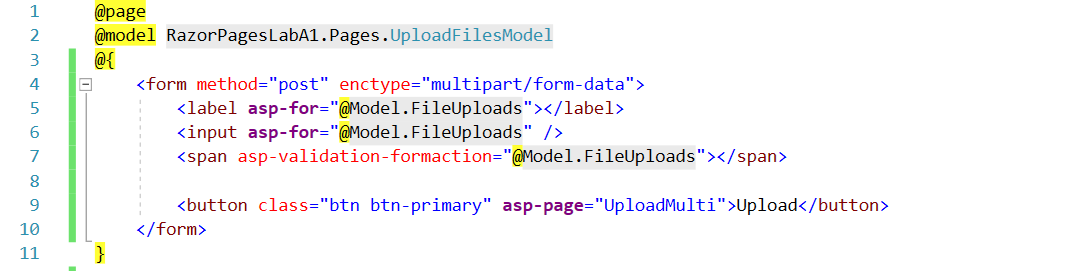 1 @page
2 @model RazorPagesLabA1.Pages.UploadFilesModel
3 @{
4 <form method="post" enctype="multipart/form-data">
5 <label asp-for="@Model.FileUploads"></label>
6 <input asp-for="@Model.FileUploads" />
7 <span asp-validation-formaction="@Model.FileUploads"></span>
8
9 <button class="btn btn-primary" asp-page="UploadMulti">Upload</button>
10 </form>
11 }